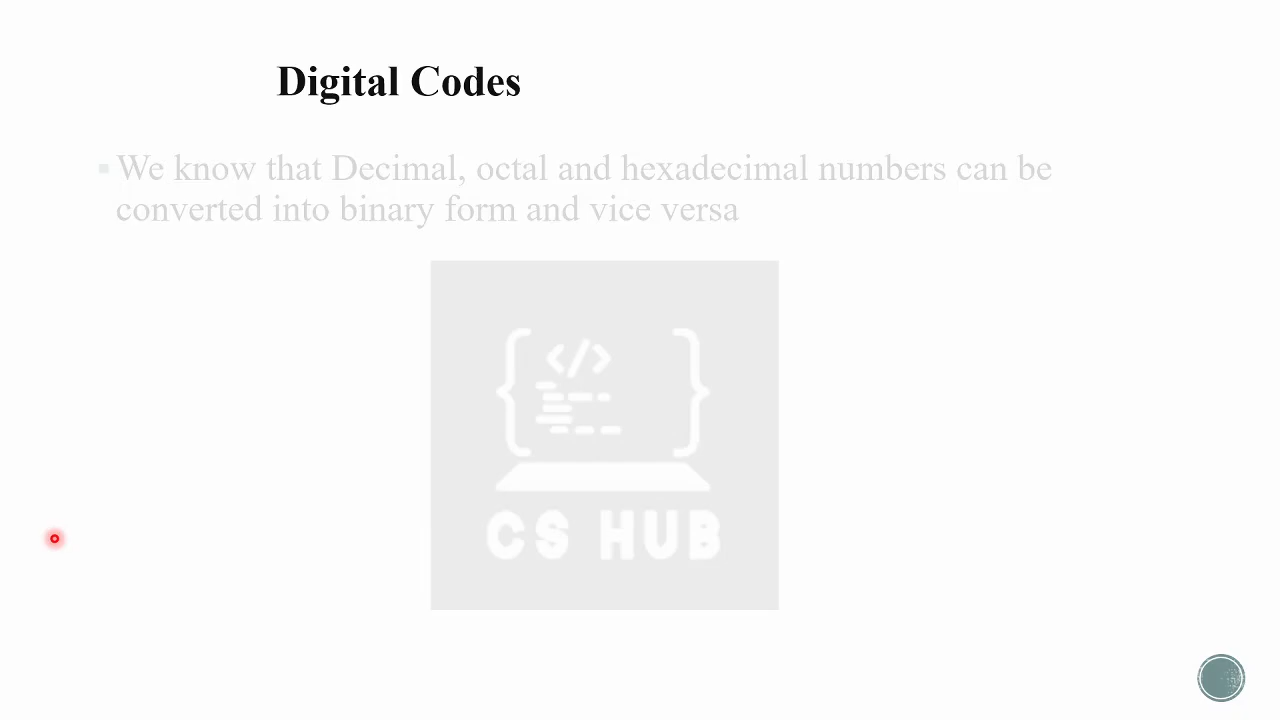 Digital Codes
We know that Decimal, octal and hexadecimal numbers can be
converted into binary form and vice versa
</>
CS HUB